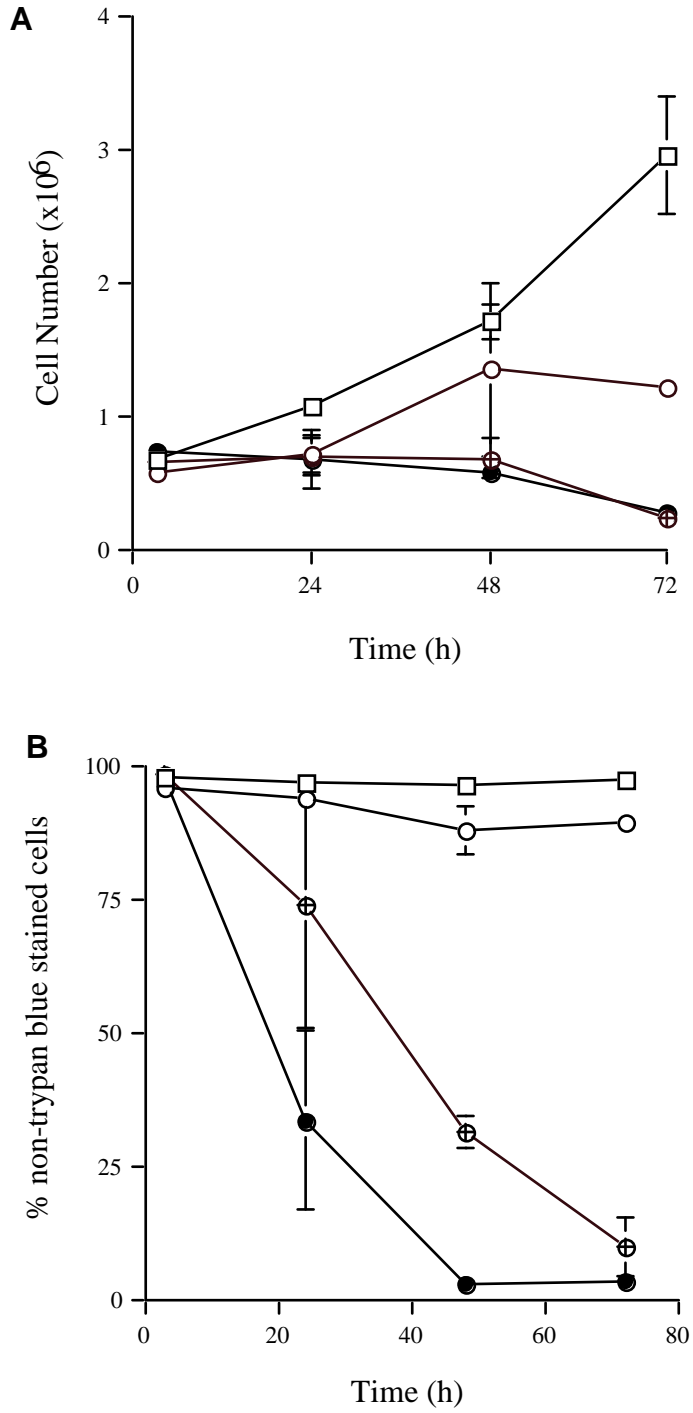 A
4
3
2
1
0
Cell Number (x10⁶)
0 24 48 72
Time (h)
B
100
75
50
25
0
% non-trypan blue stained cells
0 20 40 60 80
Time (h)